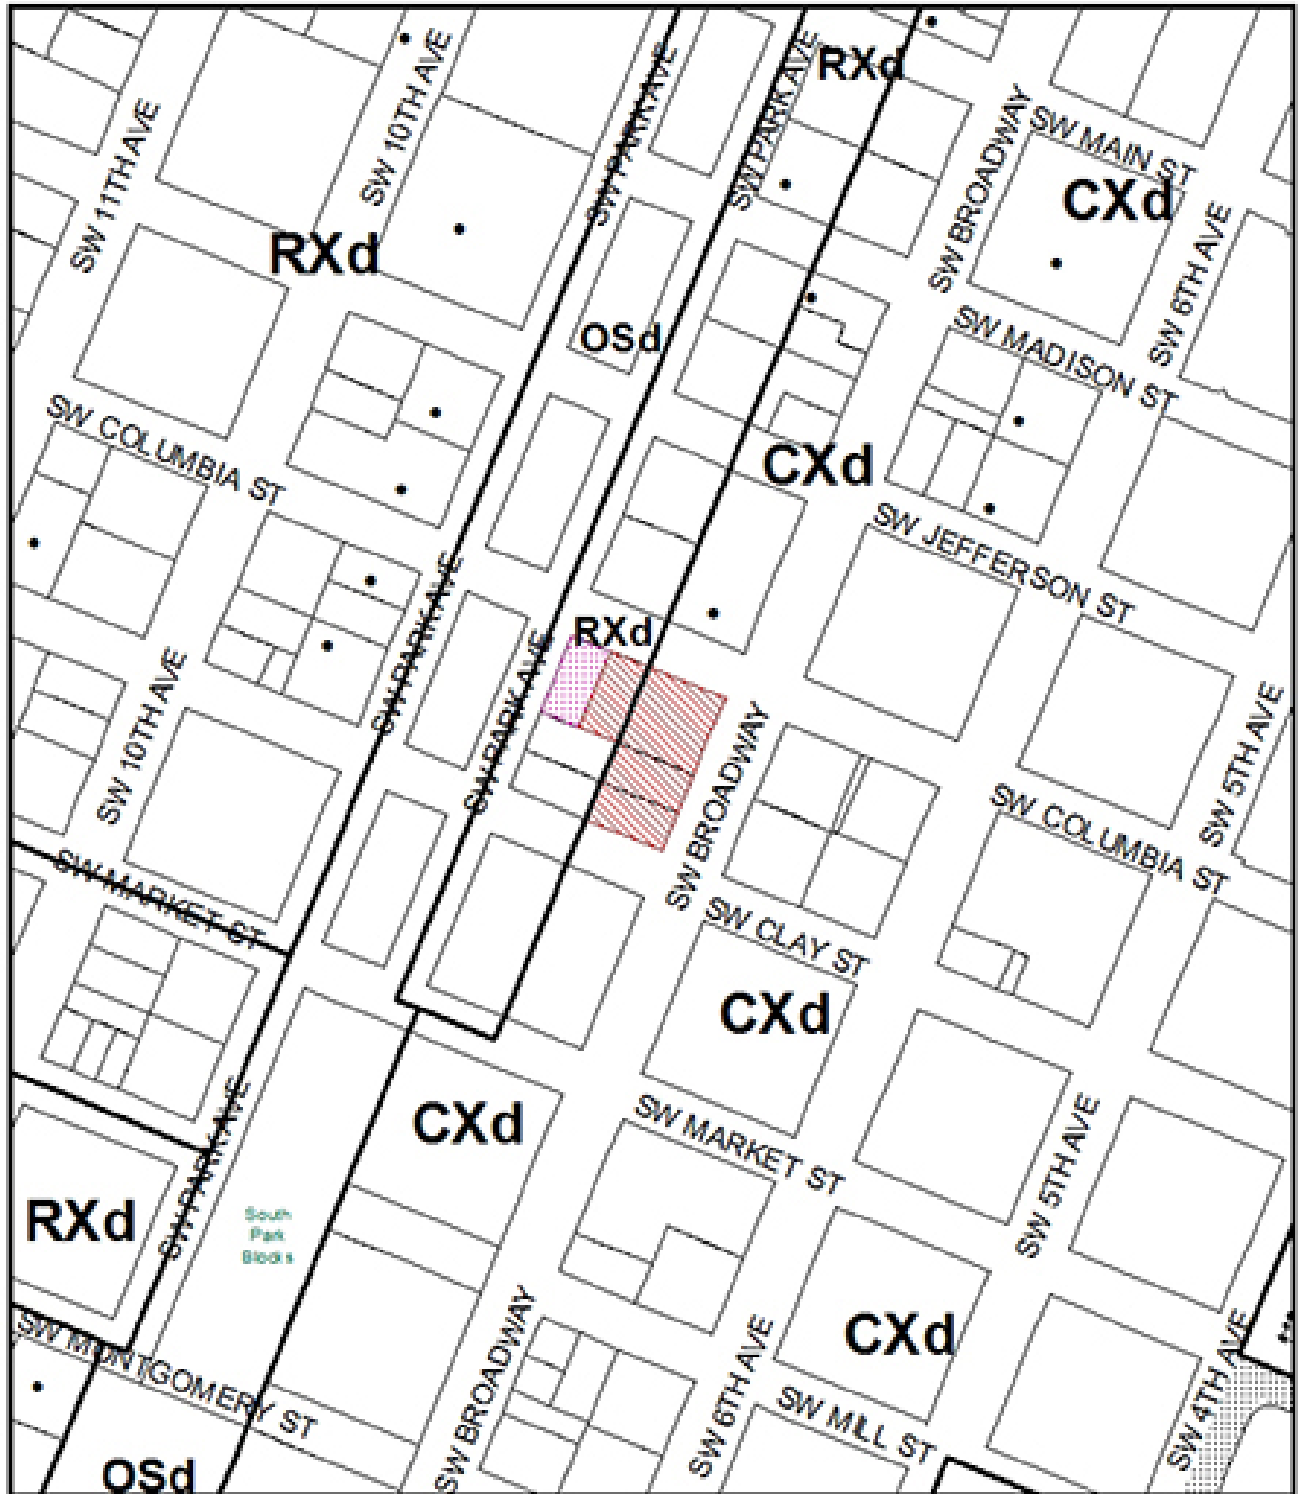 RXd
SW PARK AVE
SW PARK AVE
SW 10TH AVE
SW 11TH AVE
SW BROADWAY
SW MAIN ST
CXd
SW 6TH AVE
RXd
SW MADISON ST
OSd
SW COLUMBIA ST
CXd
SW JEFFERSON ST
SW PARK AVE
RXd
SW PARK AVE
SW 10TH AVE
SW BROADWAY
SW 5TH AVE
SW COLUMBIA ST
SW MARKET ST
SW CLAY ST
CXd
CXd
SW MARKET ST
SW 5TH AVE
SW PARK AVE
RXd
South
Park
Blocks
SW MONTGOMERY ST
SW BROADWAY
SW 6TH AVE
CXd
SW 4TH AVE
SW MILL ST
OSd